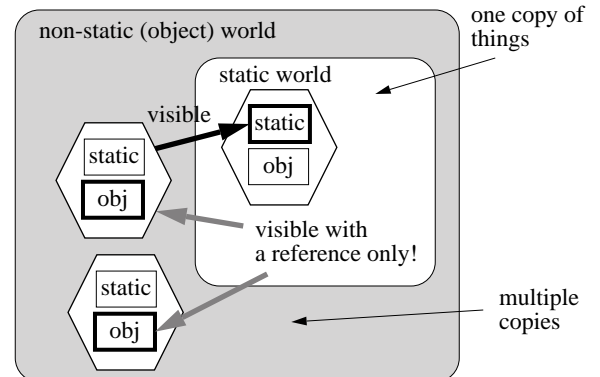 non-static (object) world
one copy of
things
static world
visible
static
obj
static
obj
visible with
a reference only!
static
obj
multiple
copies